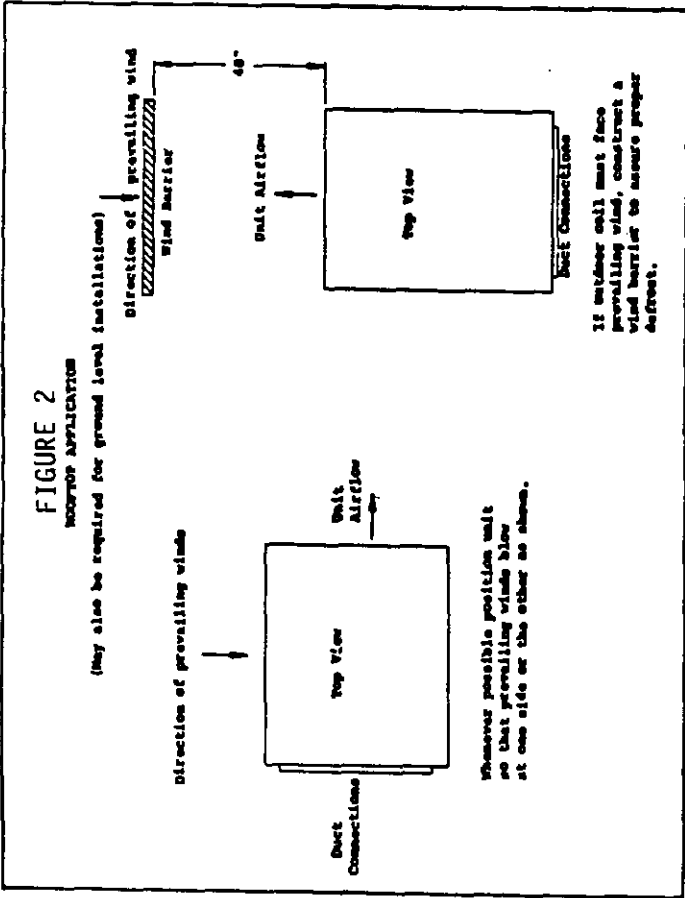 FIGURE 2
ROOFTOP APPLICATION
(May also be required for ground level installations)
Direction of prevailing winds
Duct
Connections
Top View
Unit
Airflow
Whenever possible position unit
so that prevailing winds blow
at one side or the other as shown.
Direction of prevailing wind
Wind Barrier
40"
Unit Airflow
Top View
Duct Connections
If outdoor coil must face
prevailing wind, construct a
wind barrier to assure proper
defrost.